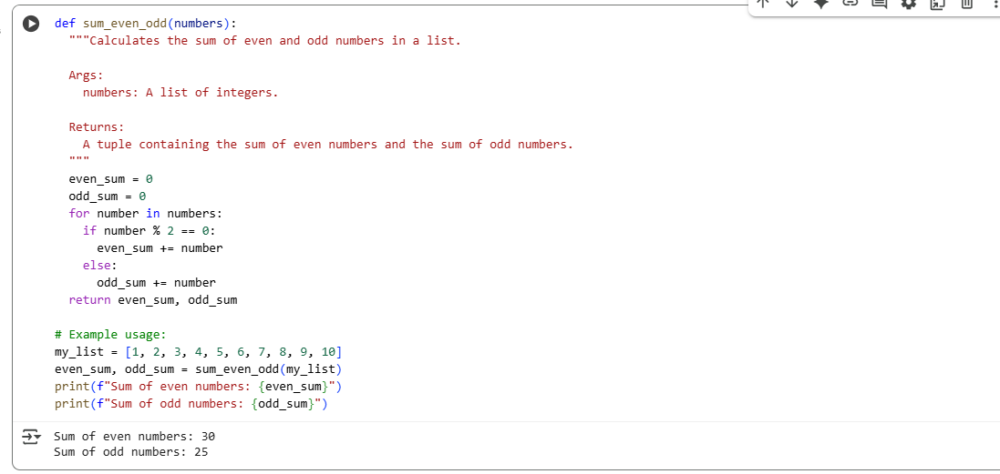 def sum_even_odd(numbers):
  """Calculates the sum of even and odd numbers in a list.

  Args:
    numbers: A list of integers.

  Returns:
    A tuple containing the sum of even numbers and the sum of odd numbers.
  """
  even_sum = 0
  odd_sum = 0
  for number in numbers:
    if number % 2 == 0:
      even_sum += number
    else:
      odd_sum += number
  return even_sum, odd_sum

# Example usage:
my_list = [1, 2, 3, 4, 5, 6, 7, 8, 9, 10]
even_sum, odd_sum = sum_even_odd(my_list)
print(f"Sum of even numbers: {even_sum}")
print(f"Sum of odd numbers: {odd_sum}")
Sum of even numbers: 30
Sum of odd numbers: 25